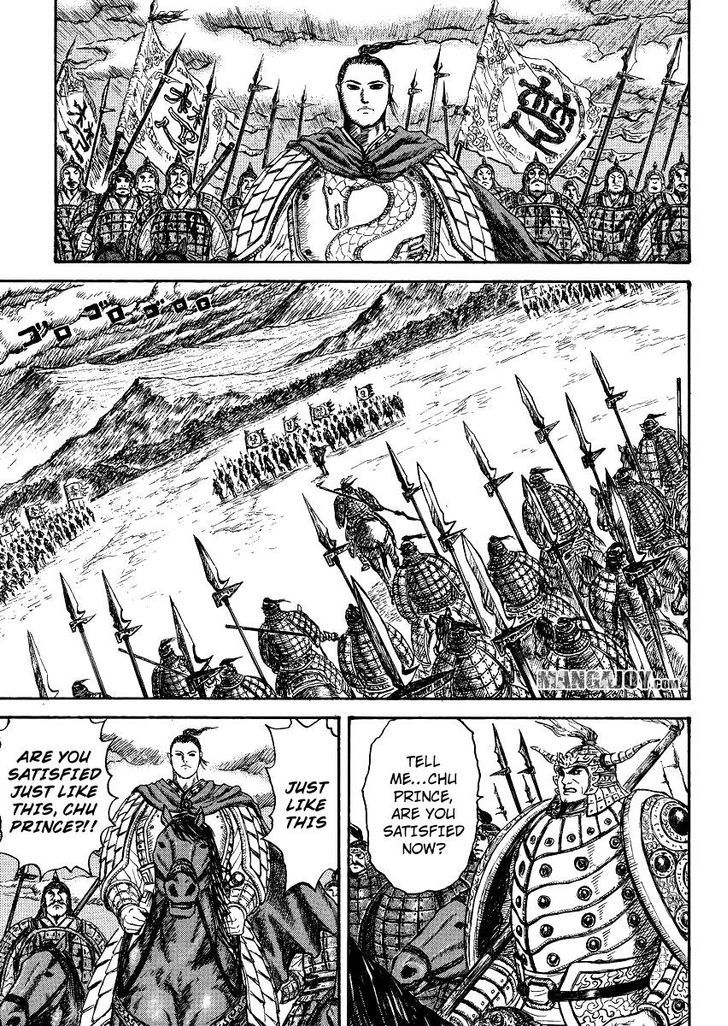 ゴロ ゴロゴロ
MANGAJOY.COM
TELL
ME...CHU
PRINCE,
ARE YOU
SATISFIED
NOW?
JUST
LIKE
THIS
ARE YOU
SATISFIED
JUST LIKE
THIS, CHU
PRINCE?!!